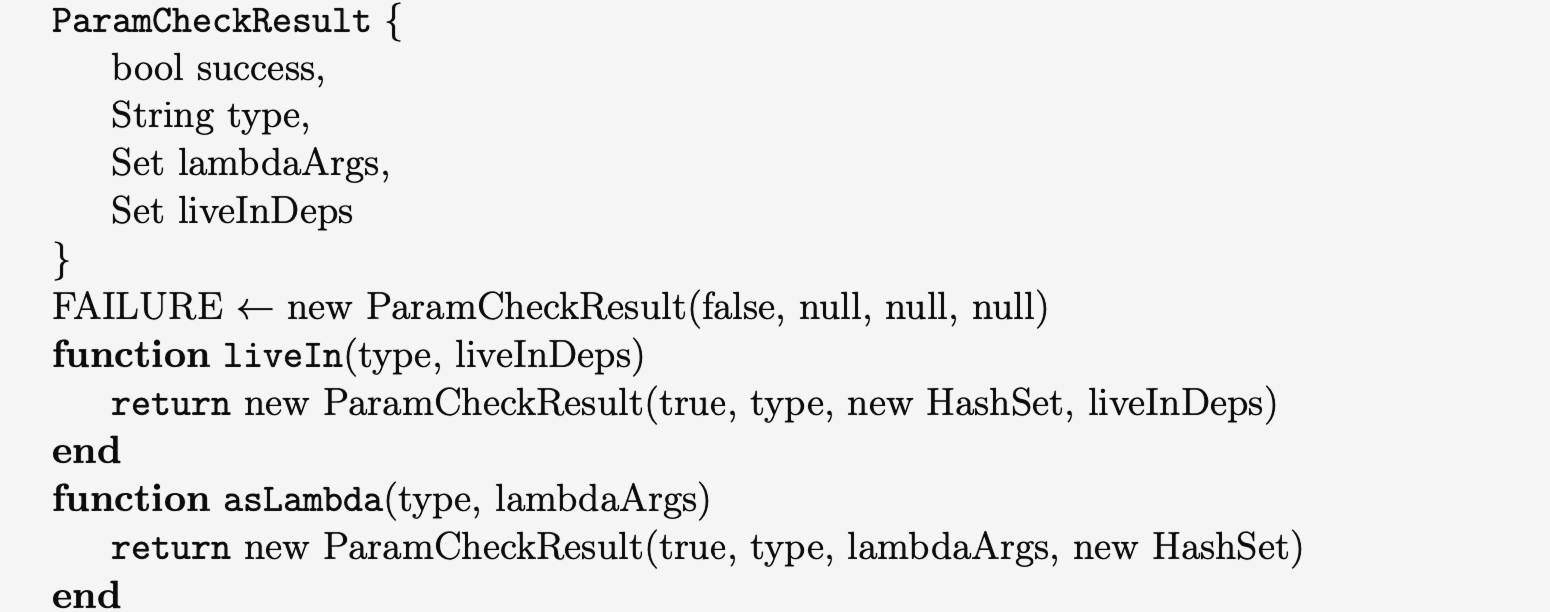 ParamCheckResult {
bool success,
String type,
Set lambdaArgs,
Set liveInDeps
}
FAILURE ← new ParamCheckResult(false, null, null, null)
function liveIn(type, liveInDeps)
return new ParamCheckResult(true, type, new HashSet, liveInDeps)
end
function asLambda(type, lambdaArgs)
return new ParamCheckResult(true, type, lambdaArgs, new HashSet)
end